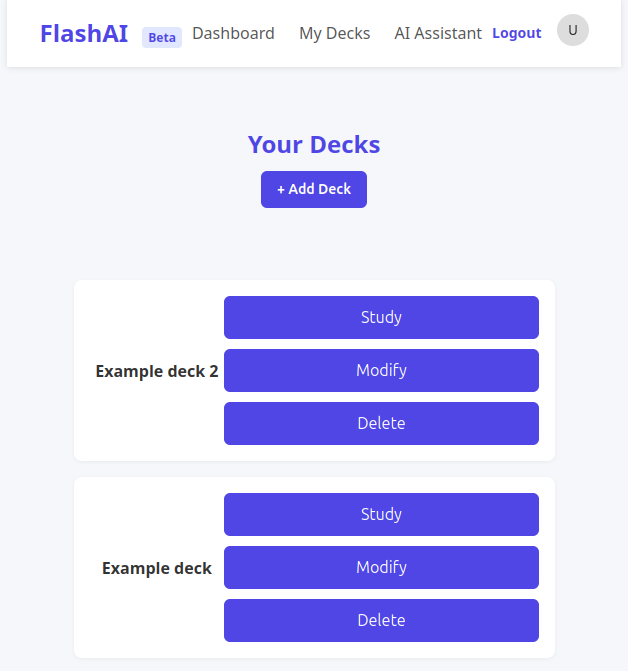 FlashAI Beta Dashboard My Decks AI Assistant Logout U
Your Decks
+ Add Deck
Example deck 2
Study
Modify
Delete
Example deck
Study
Modify
Delete